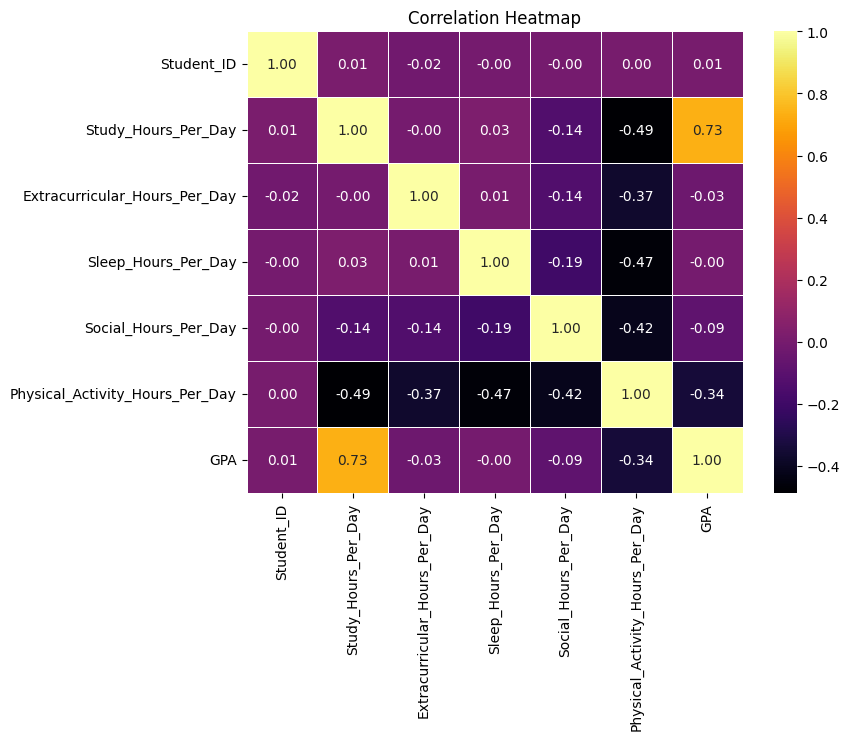 Correlation Heatmap
Student_ID 1.00 0.01 -0.02 -0.00 -0.00 0.00 0.01
Study_Hours_Per_Day 0.01 1.00 -0.00 0.03 -0.14 -0.49 0.73
Extracurricular_Hours_Per_Day -0.02 -0.00 1.00 0.01 -0.14 -0.37 -0.03
Sleep_Hours_Per_Day -0.00 0.03 0.01 1.00 -0.19 -0.47 -0.00
Social_Hours_Per_Day -0.00 -0.14 -0.14 -0.19 1.00 -0.42 -0.09
Physical_Activity_Hours_Per_Day 0.00 -0.49 -0.37 -0.47 -0.42 1.00 -0.34
GPA 0.01 0.73 -0.03 -0.00 -0.09 -0.34 1.00
Student_ID
Study_Hours_Per_Day
Extracurricular_Hours_Per_Day
Sleep_Hours_Per_Day
Social_Hours_Per_Day
Physical_Activity_Hours_Per_Day
GPA
1.0
0.8
0.6
0.4
0.2
0.0
−0.2
−0.4